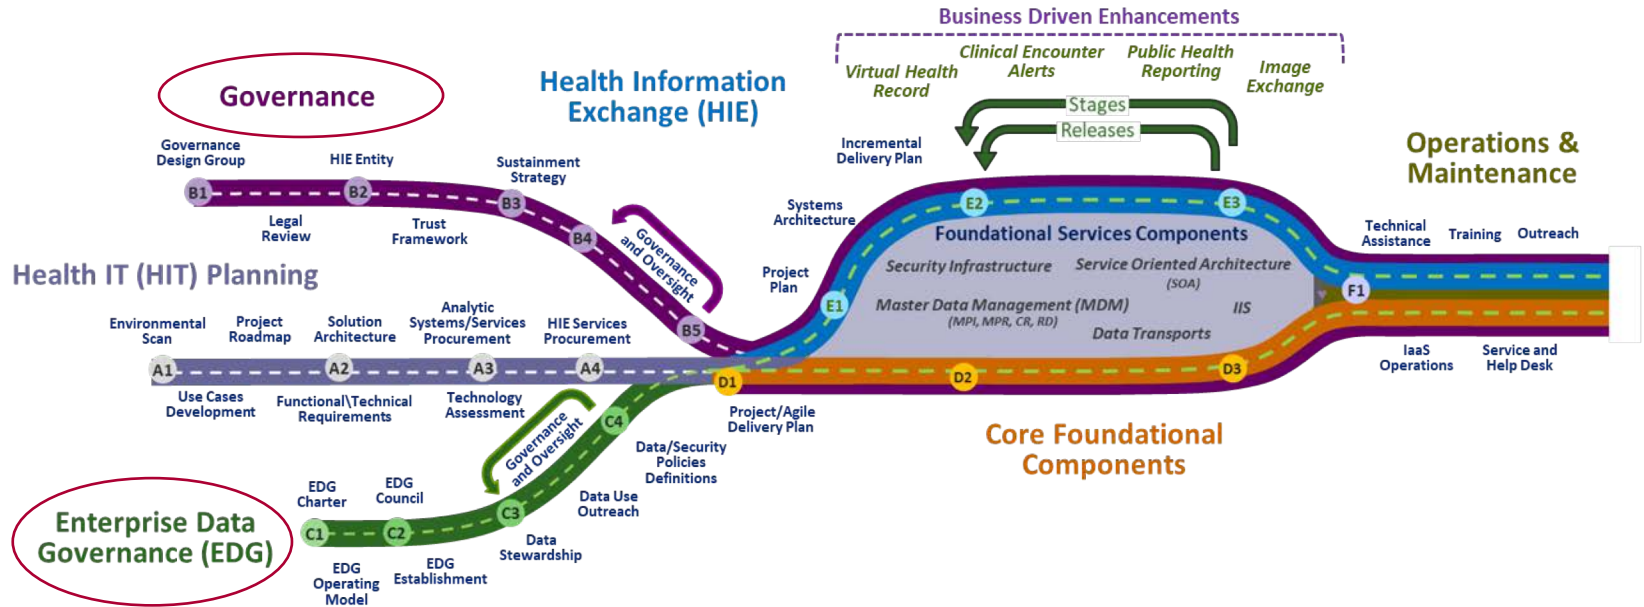 Business Driven Enhancements
Clinical Encounter
Alerts
Public Health
Reporting
Virtual Health
Record
Image
Exchange
Stages
Releases
Governance
Health Information
Exchange (HIE)
Operations &
Maintenance
Governance
Design Group
HIE Entity
Sustainment
Strategy
Incremental
Delivery Plan
B1
B2
B3
B4
B5
Legal
Review
Trust
Framework
Governance
and Oversight
Systems
Architecture
Project
Plan
E1
E2
E3
Foundational Services Components
Security Infrastructure
Service Oriented Architecture
(SOA)
Master Data Management (MDM)
(MPI, MPR, CR, RD)
IIS
Data Transports
Technical
Assistance
Training
Outreach
F1
IaaS
Operations
Service and
Help Desk
Health IT (HIT) Planning
Environmental
Scan
Project
Roadmap
Solution
Architecture
Analytic
Systems/Services
Procurement
HIE Services
Procurement
A1
A2
A3
A4
D1
D2
D3
Use Cases
Development
Functional\Technical
Requirements
Technology
Assessment
Governance
and Oversight
Project/Agile
Delivery Plan
Core Foundational
Components
C4
Data/Security
Policies
Definitions
Data Use
Outreach
Data
Stewardship
EDG
Charter
EDG
Council
Enterprise Data
Governance (EDG)
C1
C2
C3
EDG
Operating
Model
EDG
Establishment